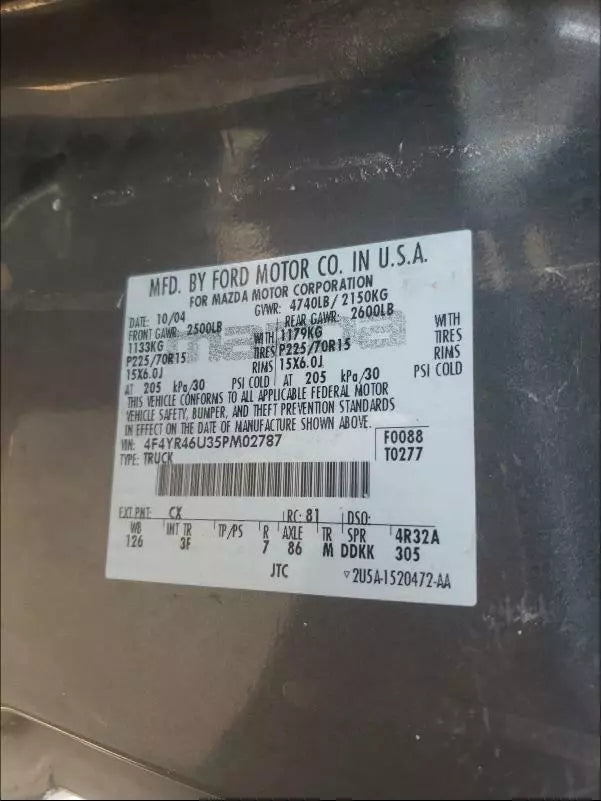 MFD. BY FORD MOTOR CO. IN U.S.A.
FOR MAZDA MOTOR CORPORATION
DATE: 10/04 GVWR: 4740LB/ 2150KG
FRONT GAWR: 2500LB REAR GAWR: 2600LB
1133KG WITH 1179KG WITH
P225/70R15 TIRES P225/70R15 TIRES
15X6.0J RIMS 15X6.0J RIMS
AT 205 kPa/30 PSI COLD AT 205 kPa/30 PSI COLD
mazda
THIS VEHICLE CONFORMS TO ALL APPLICABLE FEDERAL MOTOR
VEHICLE SAFETY, BUMPER, AND THEFT PREVENTION STANDARDS
IN EFFECT ON THE DATE OF MANUFACTURE SHOWN ABOVE.
VIN: 4F4YR46U35PM02787 F0088
TYPE: TRUCK T0277
EXT PNT: CX RC: 81 DSO:
WB INT TR TP/PS R AXLE TR SPR 4R32A
126 3F 7 86 M DDKK 305
JTC 2U5A-1520472-AA